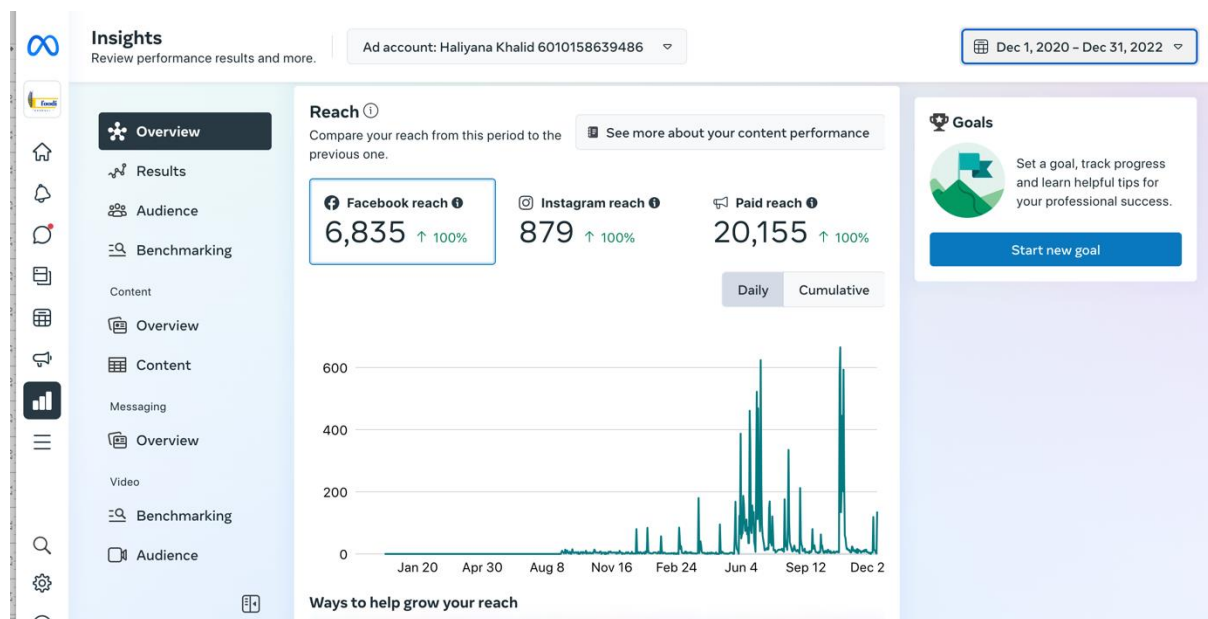 Insights
Review performance results and more.
Ad account: Haliyana Khalid 6010158639486
Dec 1, 2020 – Dec 31, 2022
Overview
Results
Audience
Benchmarking
Content
Overview
Content
Messaging
Overview
Video
Benchmarking
Audience
Reach
Compare your reach from this period to the
previous one.
See more about your content performance
Facebook reach
6,835 ↑ 100%
Instagram reach
879 ↑ 100%
Paid reach
20,155 ↑ 100%
Daily
Cumulative
600
400
200
0
Jan 20 Apr 30 Aug 8 Nov 16 Feb 24 Jun 4 Sep 12 Dec 2
Ways to help grow your reach
Goals
Set a goal, track progress
and learn helpful tips for
your professional success.
Start new goal